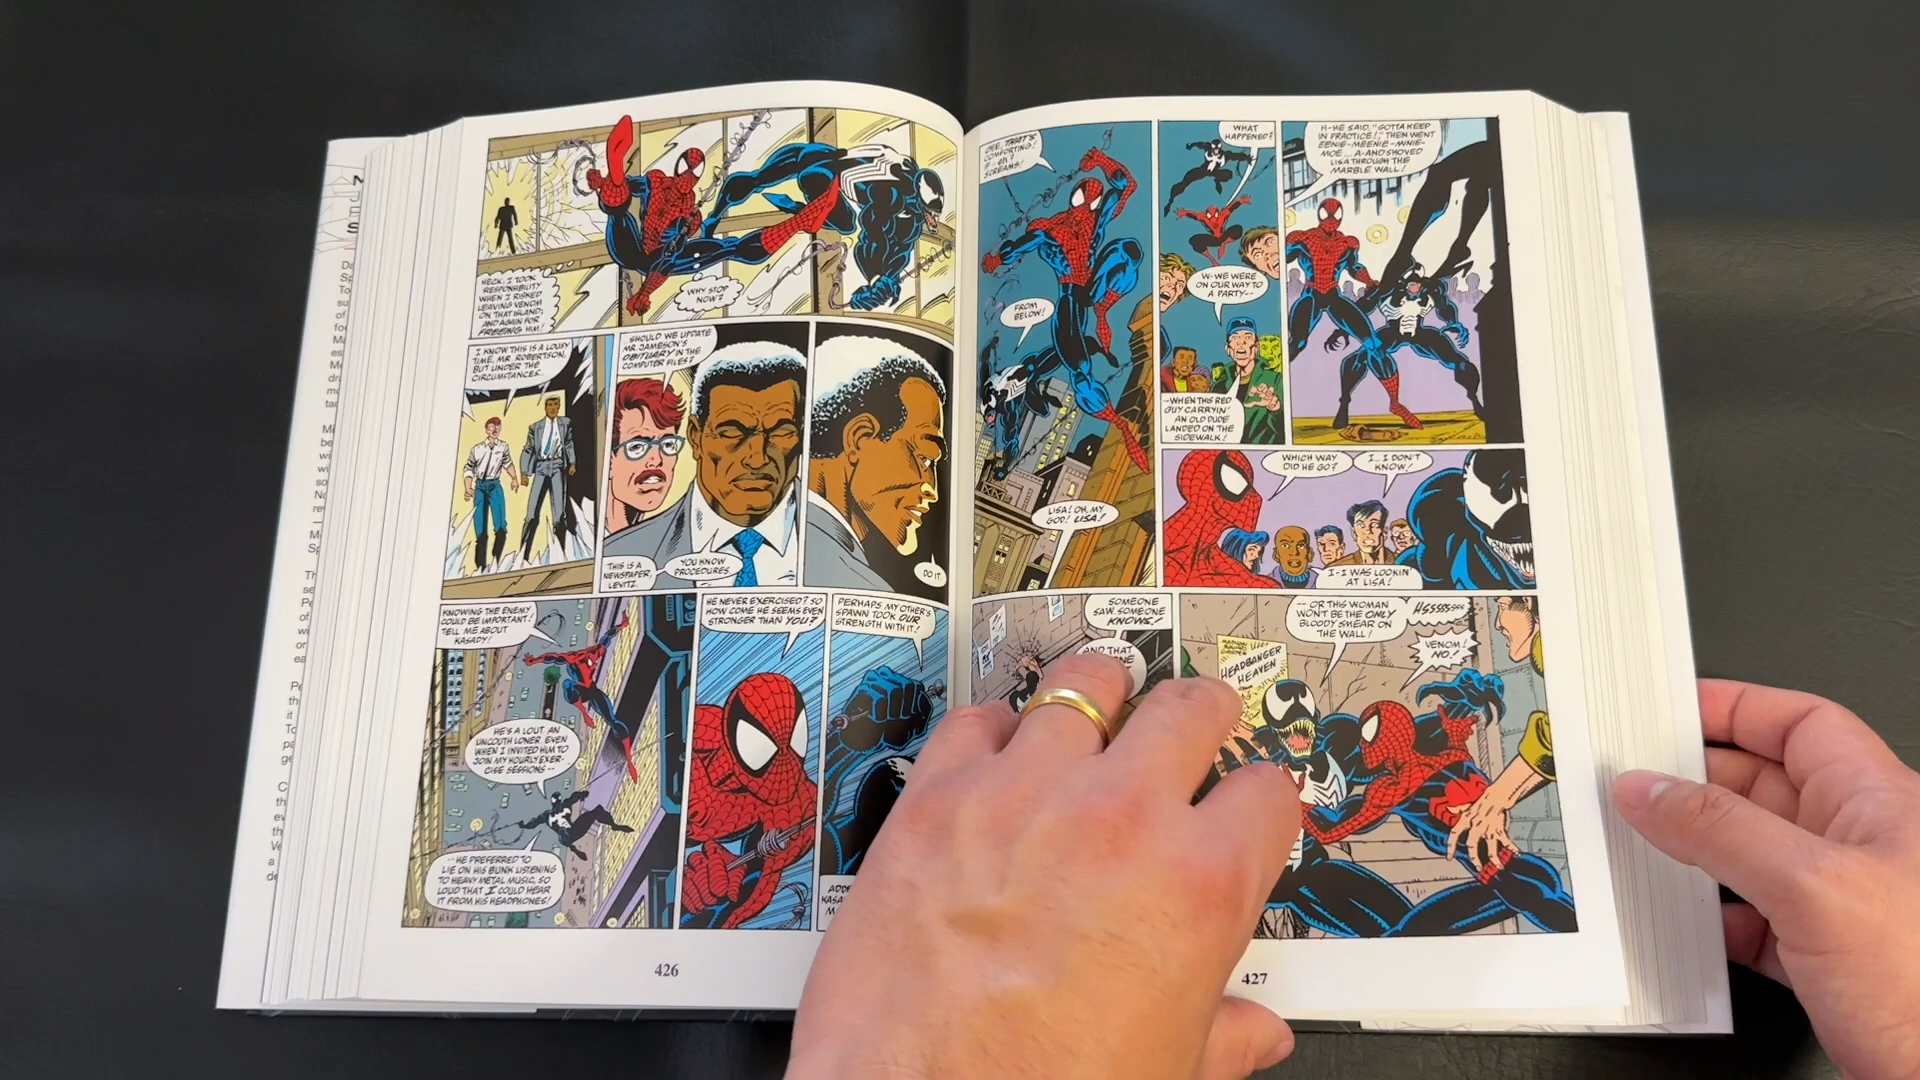 HECK, I TOOK
RESPONSIBILITY
WHEN I RISKED
LEAVING VENOM
ON THAT ISLAND;
AND AGAIN FOR
FREEING HIM!
WHY STOP
NOW?
I KNOW THIS IS A LOUSY
TIME, MR. ROBERTSON,
BUT UNDER THE
CIRCUMSTANCES...
SHOULD WE UPDATE
MR. JAMESON'S
OBITUARY IN THE
COMPUTER FILES?
THIS IS A
NEWSPAPER,
LEVITZ.
YOU KNOW
PROCEDURES.
DO IT.
KNOWING THE ENEMY
COULD BE IMPORTANT!
TELL ME ABOUT
KASADY!
HE'S A LOUT. AN
UNCOUTH LONER. EVEN
WHEN I INVITED HIM TO
JOIN MY HOURLY EXER-
CISE SESSIONS--
--HE PREFERRED TO
LIE ON HIS BUNK LISTENING
TO HEAVY METAL MUSIC, SO
LOUD THAT I COULD HEAR
IT FROM HIS HEADPHONES!
HE NEVER EXERCISED? SO
HOW COME HE SEEMS EVEN
STRONGER THAN YOU?
PERHAPS MY OTHER'S
SPAWN TOOK OUR
STRENGTH WITH IT!
426
GEE, THAT'S
COMFORTING!
SCREAMS!
FROM
BELOW!
LISA! OH, MY
GOD! LISA!
WHAT
HAPPENED?
W-WE WERE
ON OUR WAY TO
A PARTY--
--WHEN THIS RED
GUY CARRYIN'
AN OLD DUDE
LANDED ON THE
SIDEWALK!
H-HE SAID, "GOTTA KEEP
IN PRACTICE!," THEN WENT
EENIE-MEENIE-MINIE-
MOE... A-AND SHOVED
LISA THROUGH THE
MARBLE WALL!
WHICH WAY
DID HE GO?
I...I DON'T
KNOW!
I-I WAS LOOKIN'
AT LISA!
SOMEONE
SAW. SOMEONE
KNOWS!
AND THAT
HEADBANGER
HEAVEN
--OR THIS WOMAN
WON'T BE THE ONLY
BLOODY SMEAR ON
THE WALL!
VENOM!
NO!
427